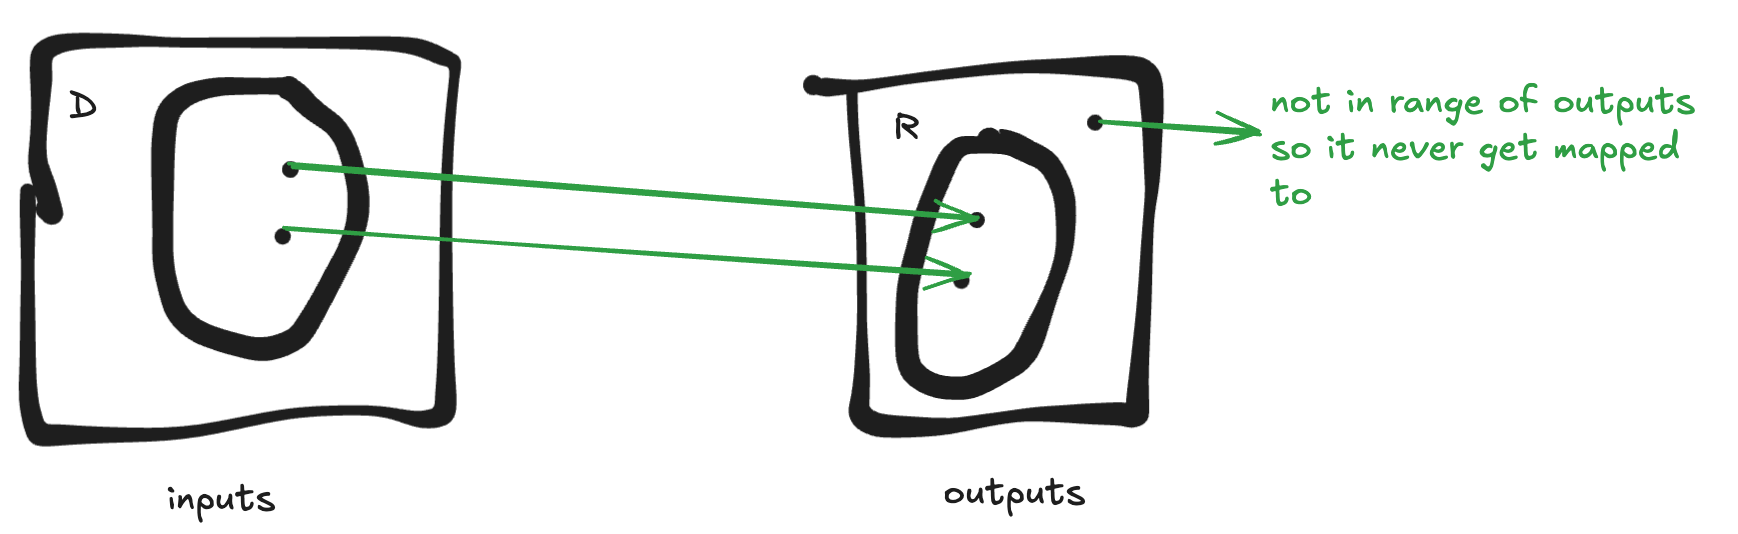 D
R
not in range of outputs
so it never get mapped
to
inputs
outputs